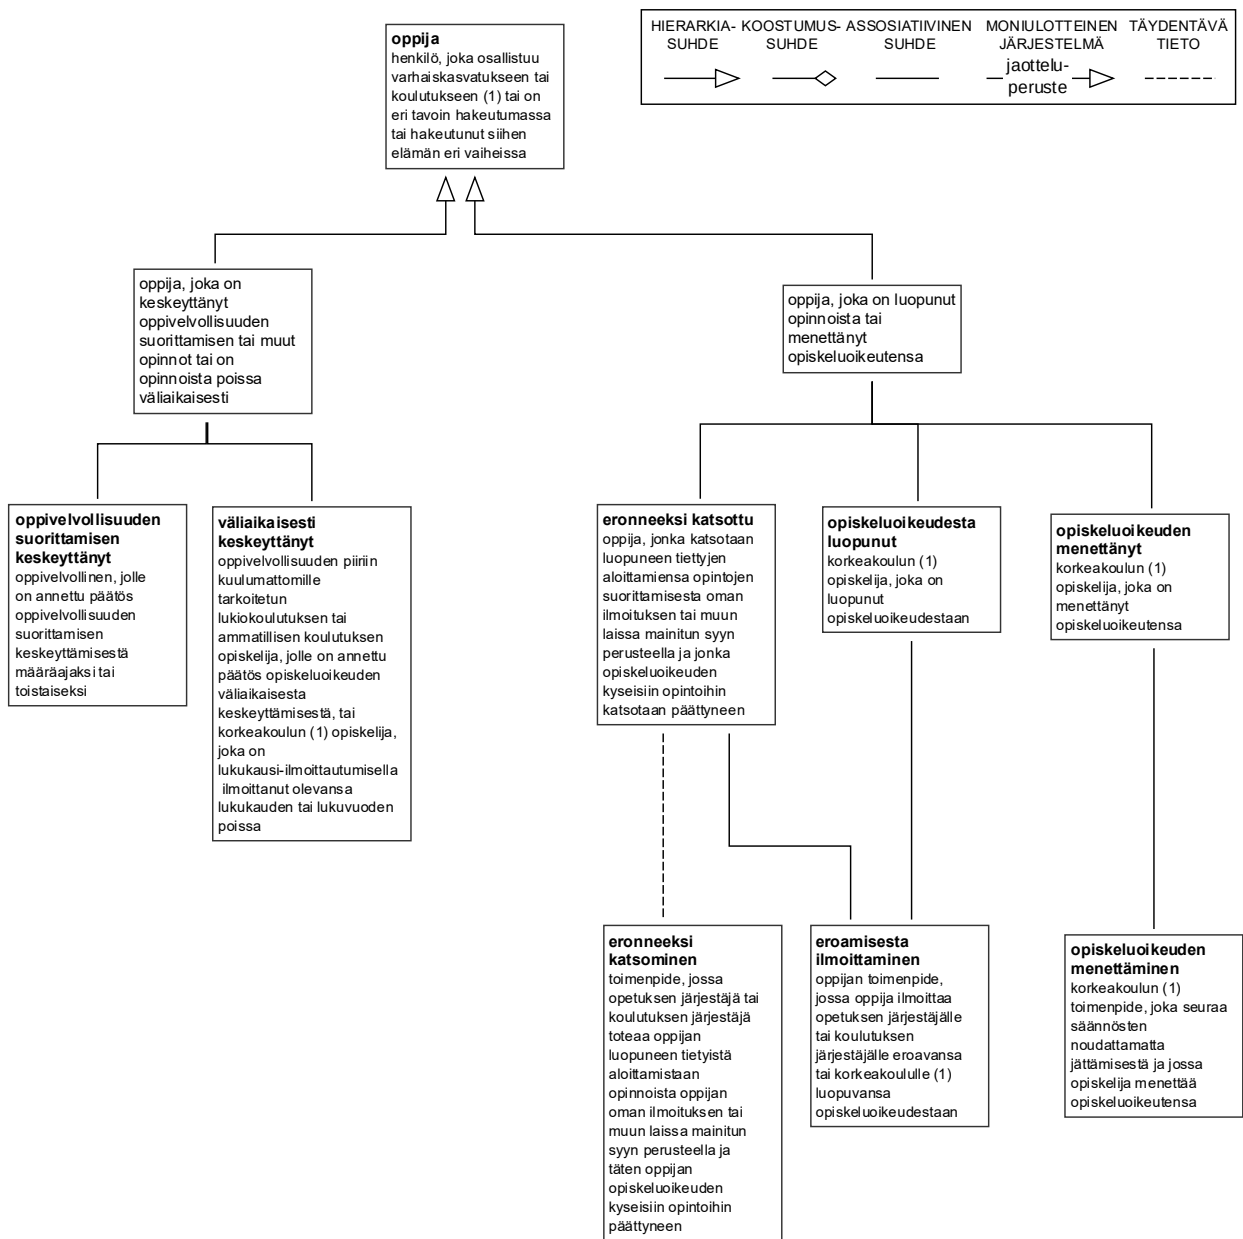 oppija
henkilö, joka osallistuu
varhaiskasvatukseen tai
koulutukseen (1) tai on
eri tavoin hakeutumassa
tai hakeutunut siihen
elämän eri vaiheissa
HIERARKIA-
SUHDE
KOOSTUMUS-
SUHDE
ASSOSIATIIVINEN
SUHDE
MONIULOTTEINEN
JÄRJESTELMÄ
jaottelu-
peruste
TÄYDENTÄVÄ
TIETO
oppija, joka on
keskeyttänyt
oppivelvollisuuden
suorittamisen tai muut
opinnot tai on
opinnoista poissa
väliaikaisesti
oppija, joka on luopunut
opinnoista tai
menettänyt
opiskeluoikeutensa
oppivelvollisuuden
suorittamisen
keskeyttänyt
oppivelvollinen, jolle
on annettu päätös
oppivelvollisuuden
suorittamisen
keskeyttämisestä
määräajaksi tai
toistaiseksi
väliaikaisesti
keskeyttänyt
oppivelvollisuuden piiriin
kuulumattomille
tarkoitetun
lukiokoulutuksen tai
ammatillisen koulutuksen
opiskelija, jolle on annettu
päätös opiskeluoikeuden
väliaikaisesta
keskeyttämisestä, tai
korkeakoulun (1) opiskelija,
joka on
lukukausi-ilmoittautumisella
ilmoittanut olevansa
lukukauden tai lukuvuoden
poissa
eronneeksi katsottu
oppija, jonka katsotaan
luopuneen tiettyjen
aloittamiensa opintojen
suorittamisesta oman
ilmoituksen tai muun
laissa mainitun syyn
perusteella ja jonka
opiskeluoikeuden
kyseisiin opintoihin
katsotaan päättyneen
opiskeluoikeudesta
luopunut
korkeakoulun (1)
opiskelija, joka on
luopunut
opiskeluoikeudestaan
opiskeluoikeuden
menettänyt
korkeakoulun (1)
opiskelija, joka on
menettänyt
opiskeluoikeutensa
eronneeksi
katsominen
toimenpide, jossa
opetuksen järjestäjä tai
koulutuksen järjestäjä
toteaa oppijan
luopuneen tietyistä
aloittamistaan
opinnoista oppijan
oman ilmoituksen tai
muun laissa mainitun
syyn perusteella ja
täten oppijan
opiskeluoikeuden
kyseisiin opintoihin
päättyneen
eroamisesta
ilmoittaminen
oppijan toimenpide,
jossa oppija ilmoittaa
opetuksen järjestäjälle
tai koulutuksen
järjestäjälle eroavansa
tai korkeakoululle (1)
luopuvansa
opiskeluoikeudestaan
opiskeluoikeuden
menettäminen
korkeakoulun (1)
toimenpide, joka seuraa
säännösten
noudattamatta
jättämisestä ja jossa
opiskelija menettää
opiskeluoikeutensa